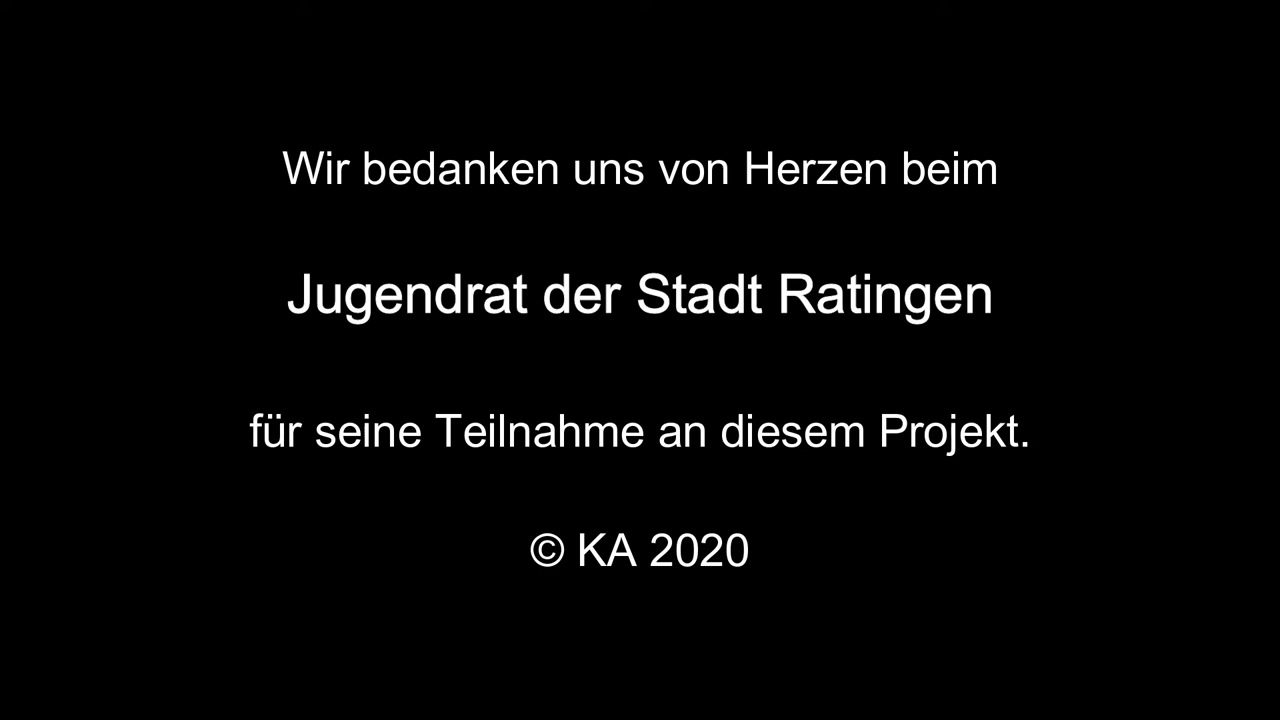 Wir bedanken uns von Herzen beim
Jugendrat der Stadt Ratingen
für seine Teilnahme an diesem Projekt.
© KA 2020